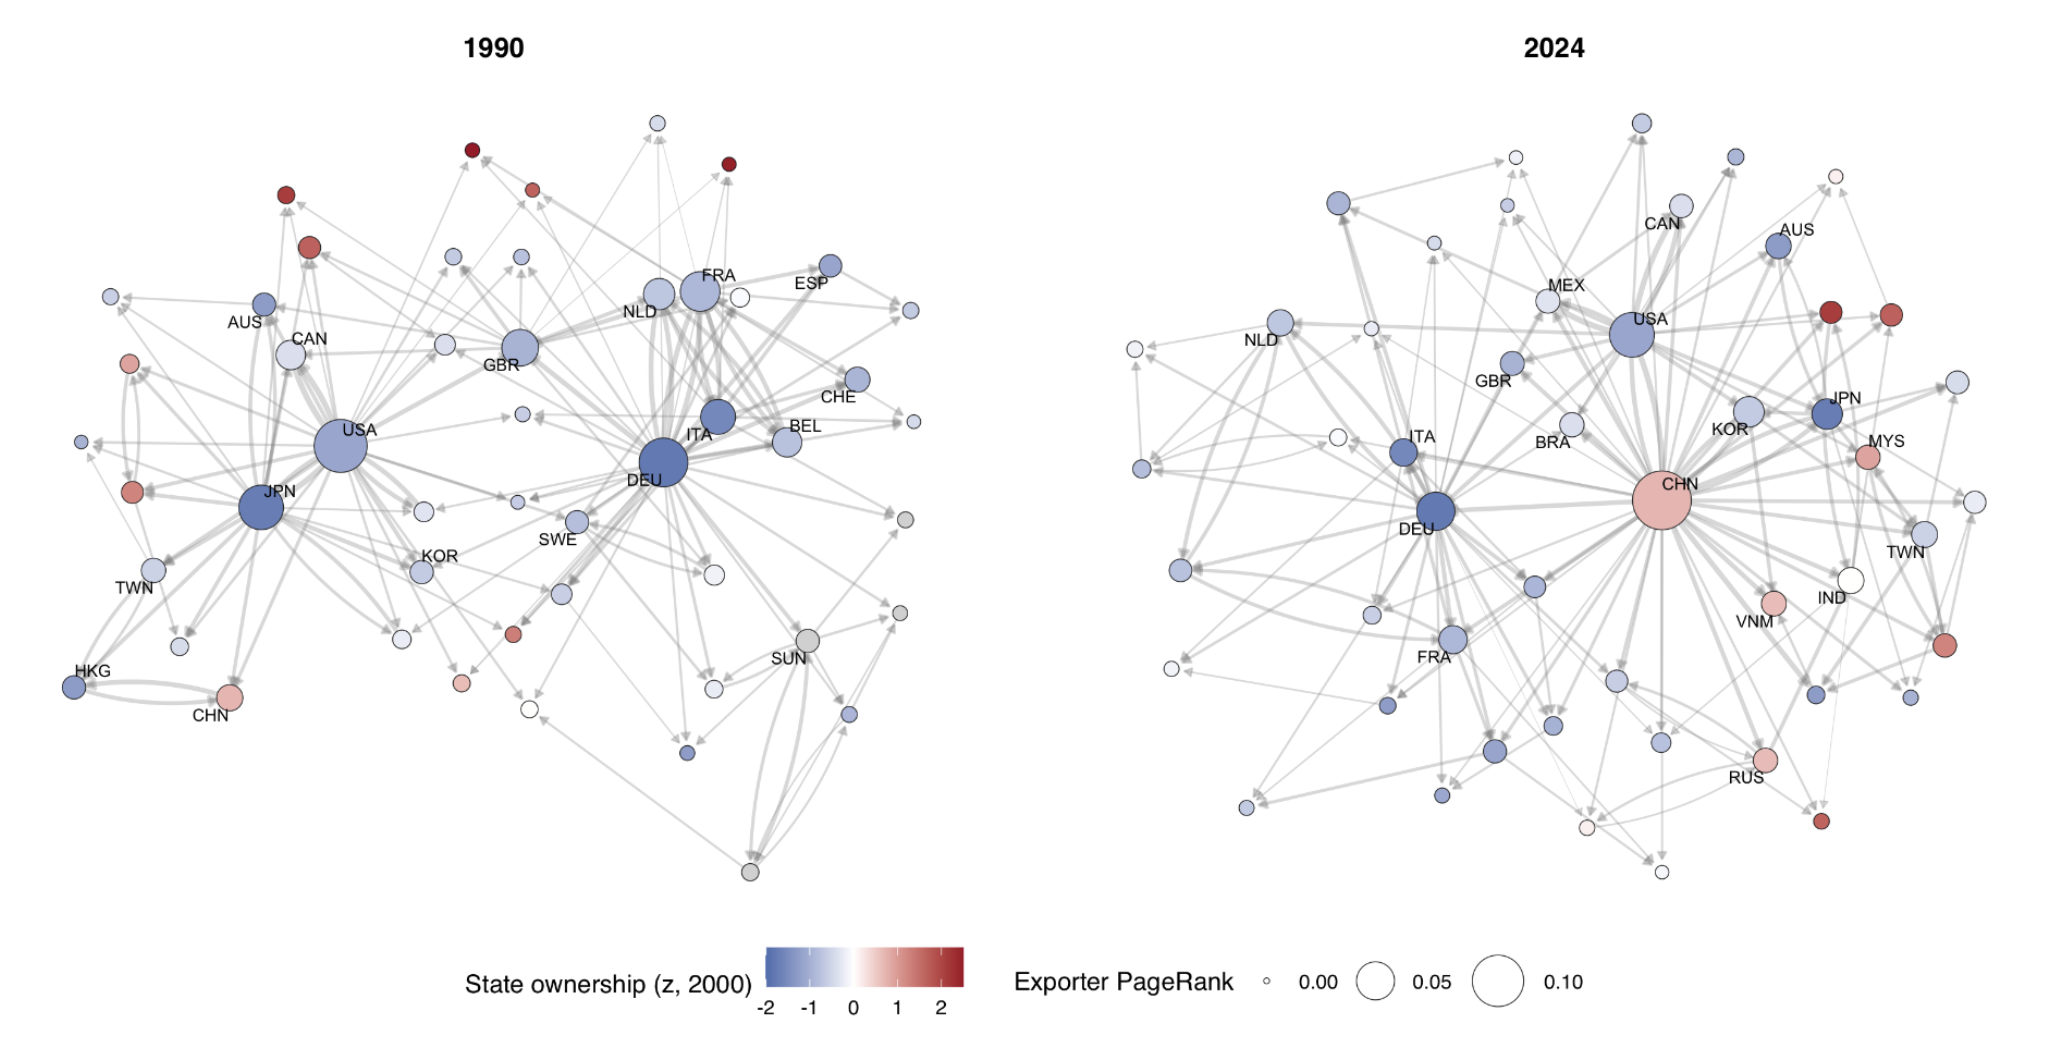 1990
2024
FRA
NLD
ESP
AUS
CAN
GBR
CHE
USA
ITA
BEL
DEU
JPN
SWE
KOR
TWN
SUN
HKG
CHN
CAN
AUS
MEX
USA
NLD
GBR
JPN
KOR
BRA
ITA
MYS
CHN
DEU
TWN
IND
VNM
FRA
RUS
State ownership (z, 2000)
-2 -1 0 1 2
Exporter PageRank 0.00 0.05 0.10